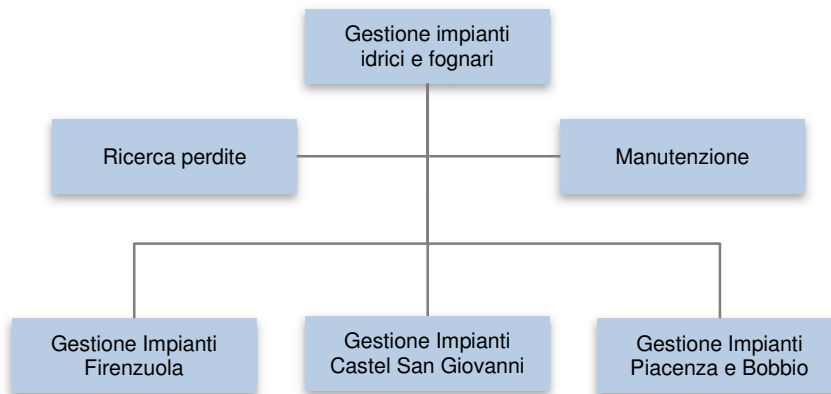 Gestione impianti
idrici e fognari
Ricerca perdite
Manutenzione
Gestione Impianti
Firenzuola
Gestione Impianti
Castel San Giovanni
Gestione Impianti
Piacenza e Bobbio